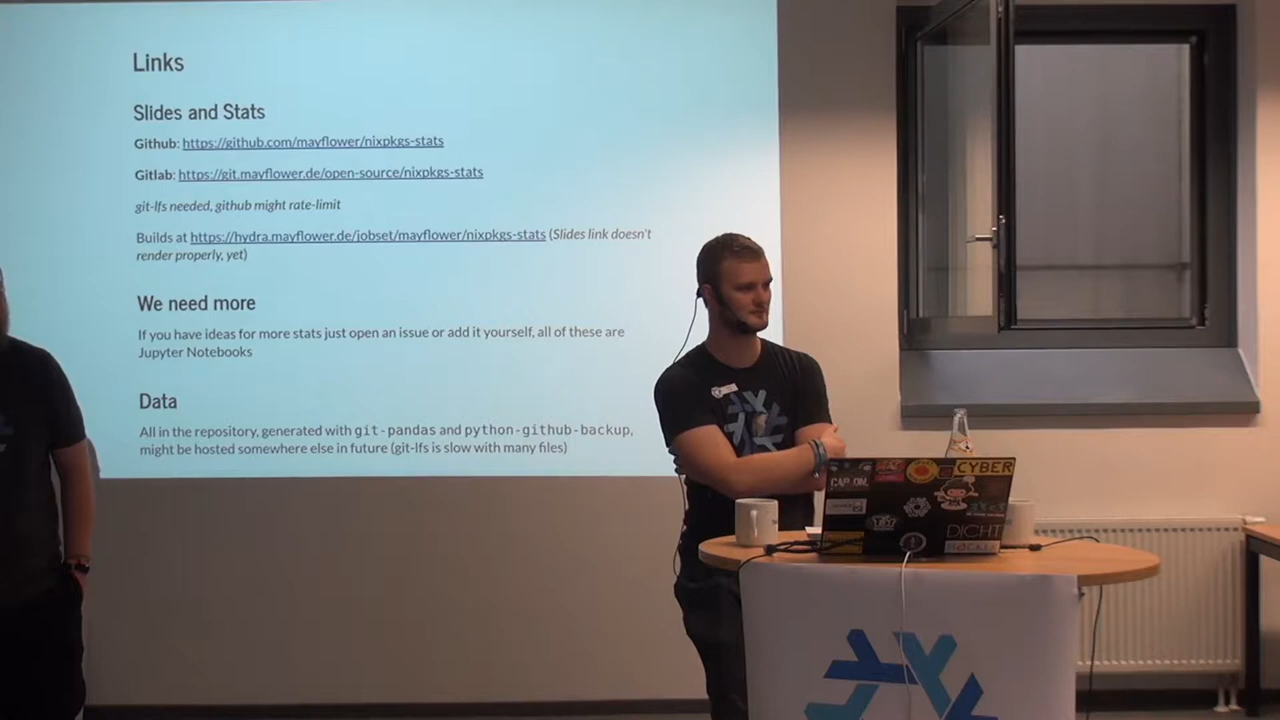 Links
Slides and Stats
Github: https://github.com/mayflower/nixpkgs-stats
Gitlab: https://git.mayflower.de/open-source/nixpkgs-stats
git-lfs needed, github might rate-limit
Builds at https://hydra.mayflower.de/jobset/mayflower/nixpkgs-stats (Slides link doesn't
render properly, yet)
We need more
If you have ideas for more stats just open an issue or add it yourself, all of these are
Jupyter Notebooks
Data
All in the repository, generated with git-pandas and python-github-backup,
might be hosted somewhere else in future (git-lfs is slow with many files)
CYBER
DICHT